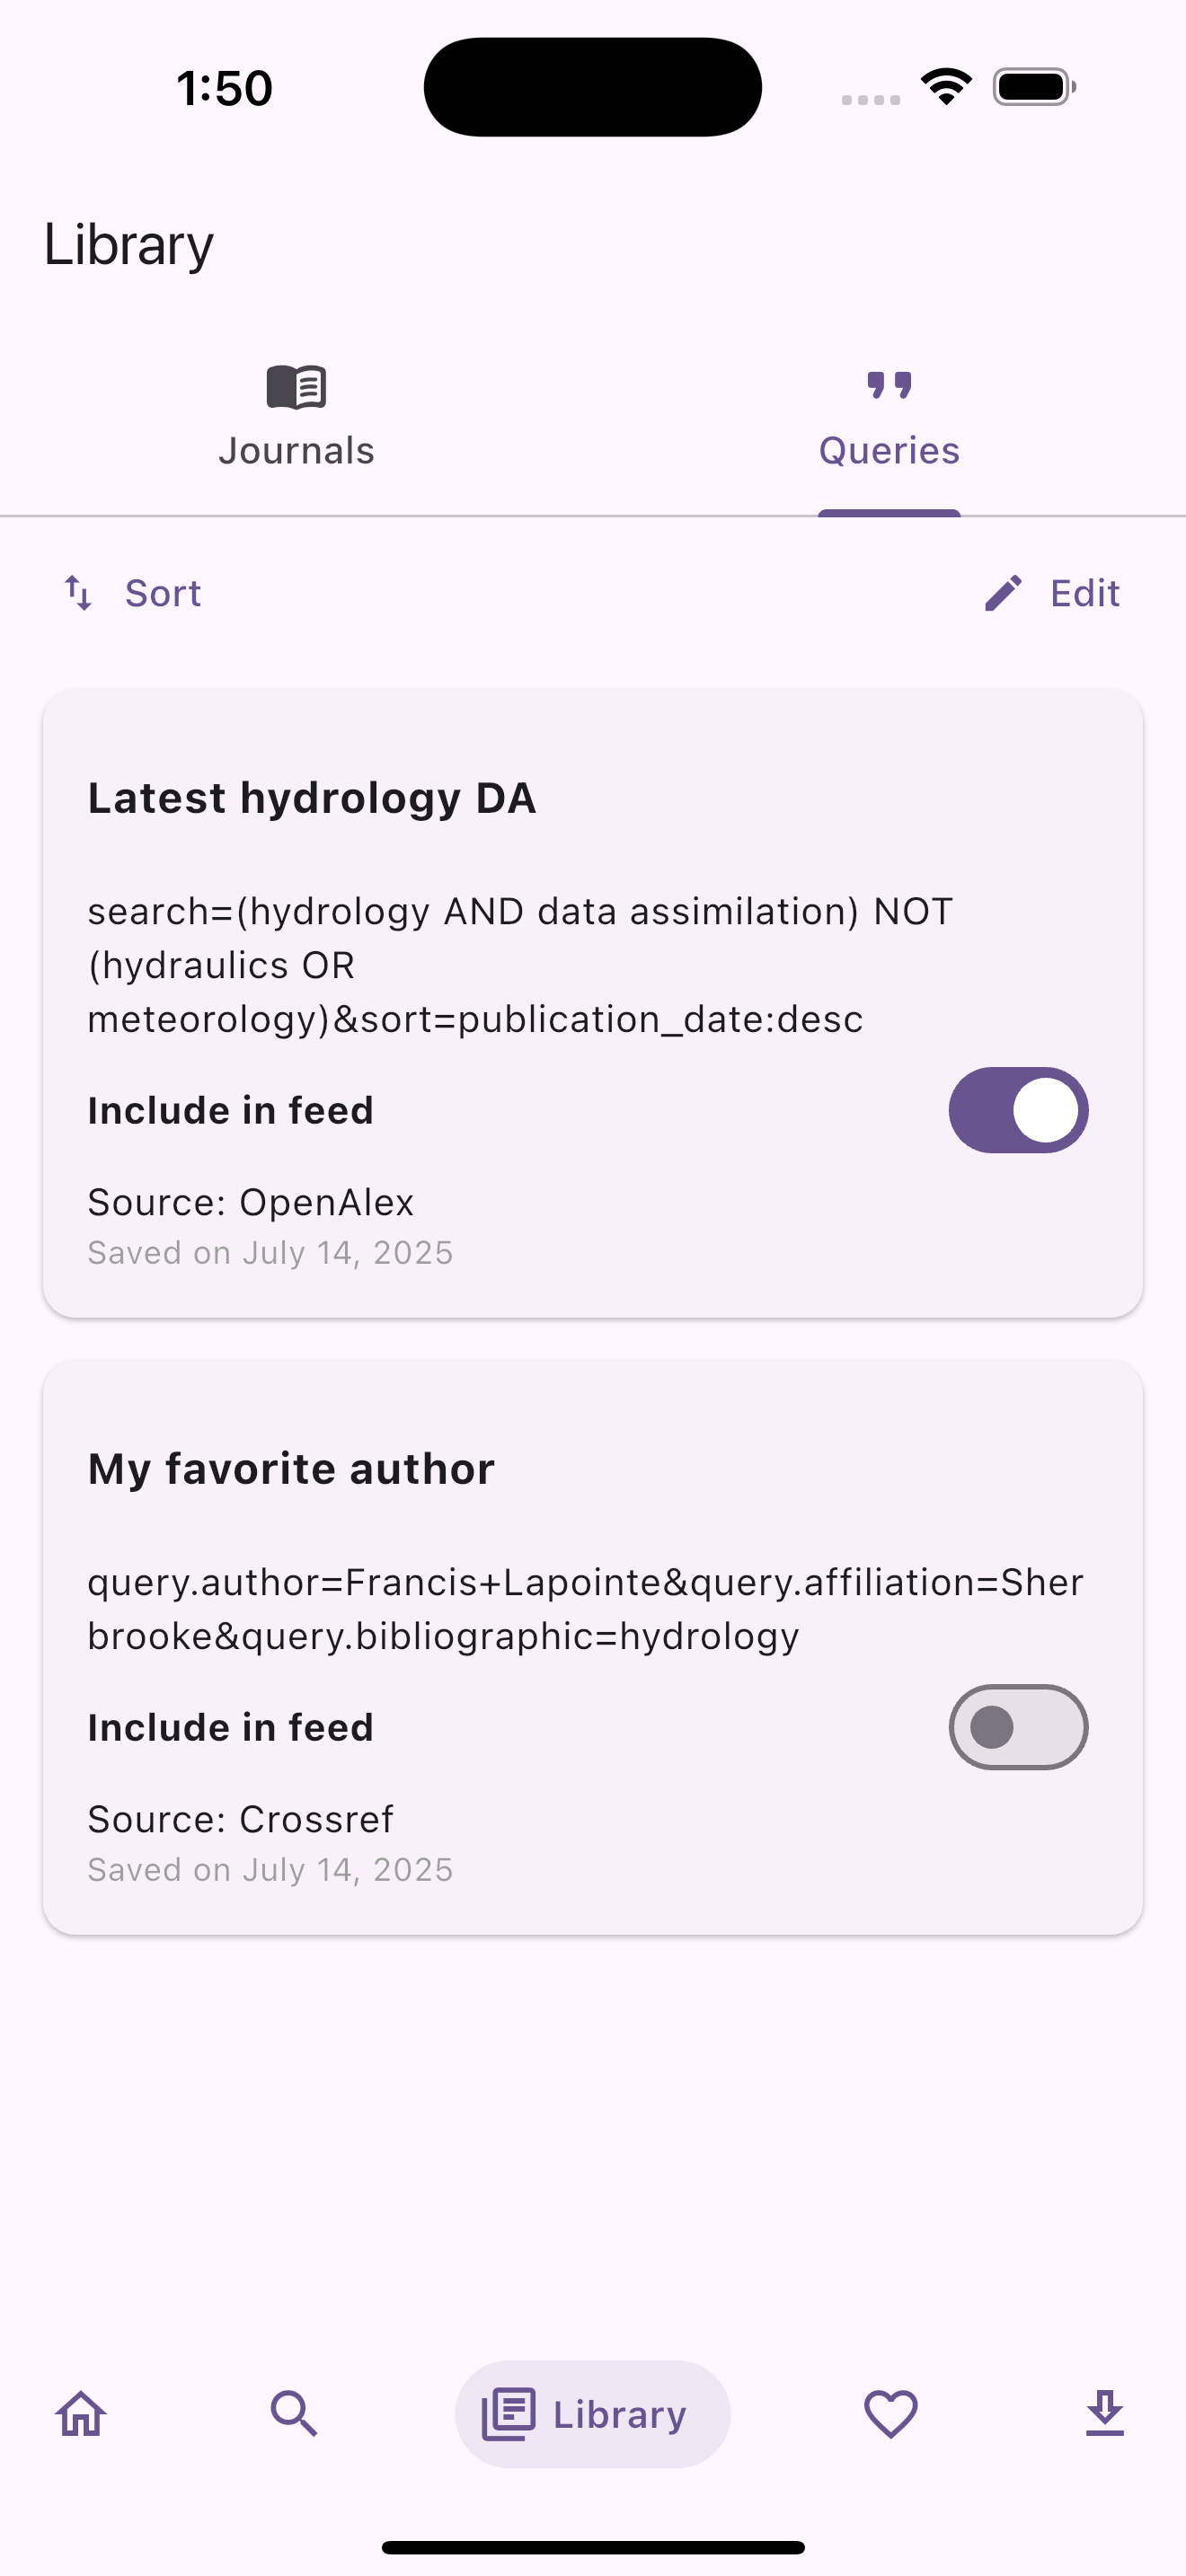 1:50
Library
Journals
Queries
Sort
Edit
Latest hydrology DA
search=(hydrology AND data assimilation) NOT
(hydraulics OR
meteorology)&sort=publication_date:desc
Include in feed
Source: OpenAlex
Saved on July 14, 2025
My favorite author
query.author=Francis+Lapointe&query.affiliation=Sher
brooke&query.bibliographic=hydrology
Include in feed
Source: Crossref
Saved on July 14, 2025
Library